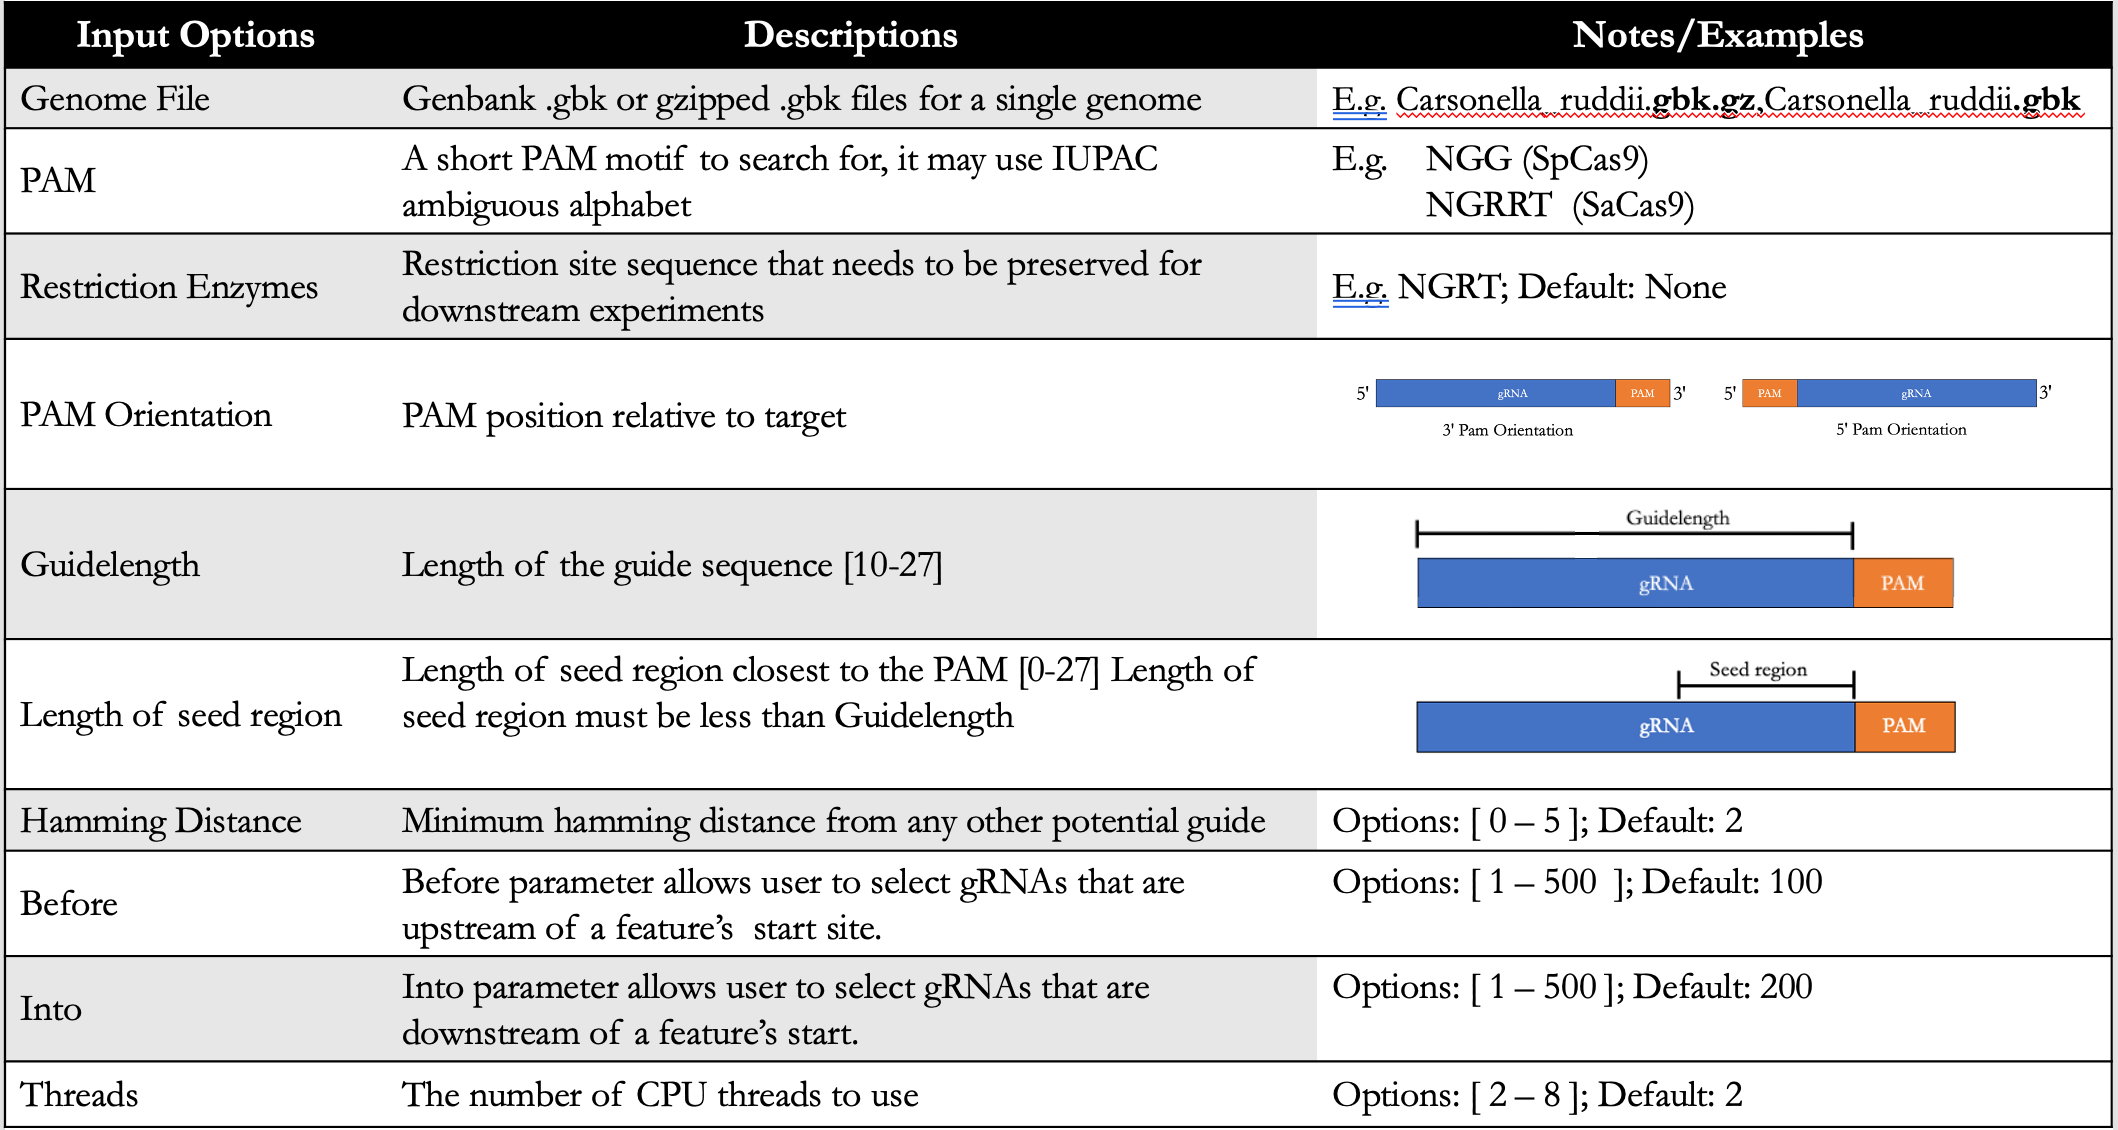 Input Options Descriptions Notes/Examples
Genome File Genbank .gbk or gzipped .gbk files for a single genome E.g. Carsonella_ruddii.gbk.gz,Carsonella_ruddii.gbk
PAM
A short PAM motif to search for, it may use IUPAC
ambiguous alphabet
E.g. NGG (SpCas9)
NGRRT (SaCas9)
Restriction Enzymes
Restriction site sequence that needs to be preserved for
downstream experiments
E.g. NGRT; Default: None
PAM Orientation
PAM position relative to target
5' gRNA PAM 3'
3' Pam Orientation
5' PAM gRNA 3'
5' Pam Orientation
Guidelength
Length of the guide sequence [10-27]
Guidelength
gRNA PAM
Length of seed region
Length of seed region closest to the PAM [0-27] Length of
seed region must be less than Guidelength
Seed region
gRNA PAM
Hamming Distance Minimum hamming distance from any other potential guide Options: [ 0 – 5 ]; Default: 2
Before
Before parameter allows user to select gRNAs that are
upstream of a feature’s start site.
Options: [ 1 – 500 ]; Default: 100
Into
Into parameter allows user to select gRNAs that are
downstream of a feature’s start.
Options: [ 1 – 500 ]; Default: 200
Threads The number of CPU threads to use Options: [ 2 – 8 ]; Default: 2